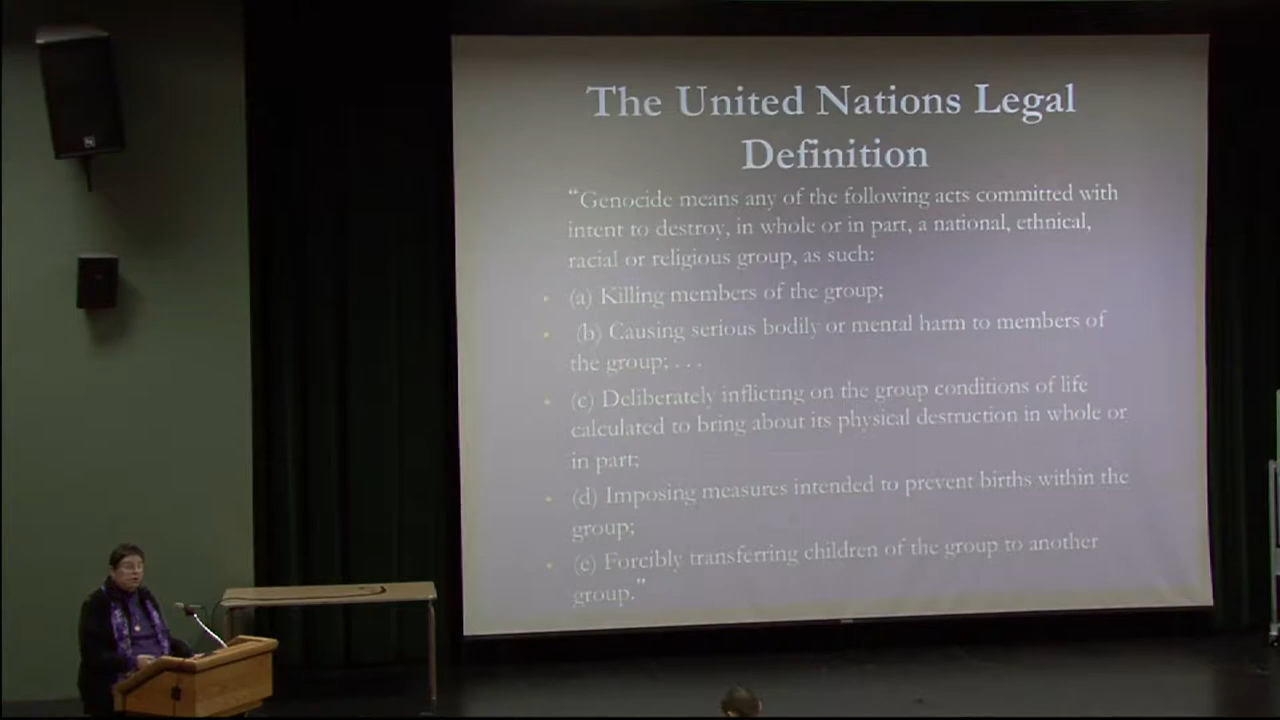 The United Nations Legal
Definition
“Genocide means any of the following acts committed with
intent to destroy, in whole or in part, a national, ethnical,
racial or religious group, as such:
• (a) Killing members of the group;
• (b) Causing serious bodily or mental harm to members of
the group; . . .
• (c) Deliberately inflicting on the group conditions of life
calculated to bring about its physical destruction in whole or
in part;
• (d) Imposing measures intended to prevent births within the
group;
• (e) Forcibly transferring children of the group to another
group.”